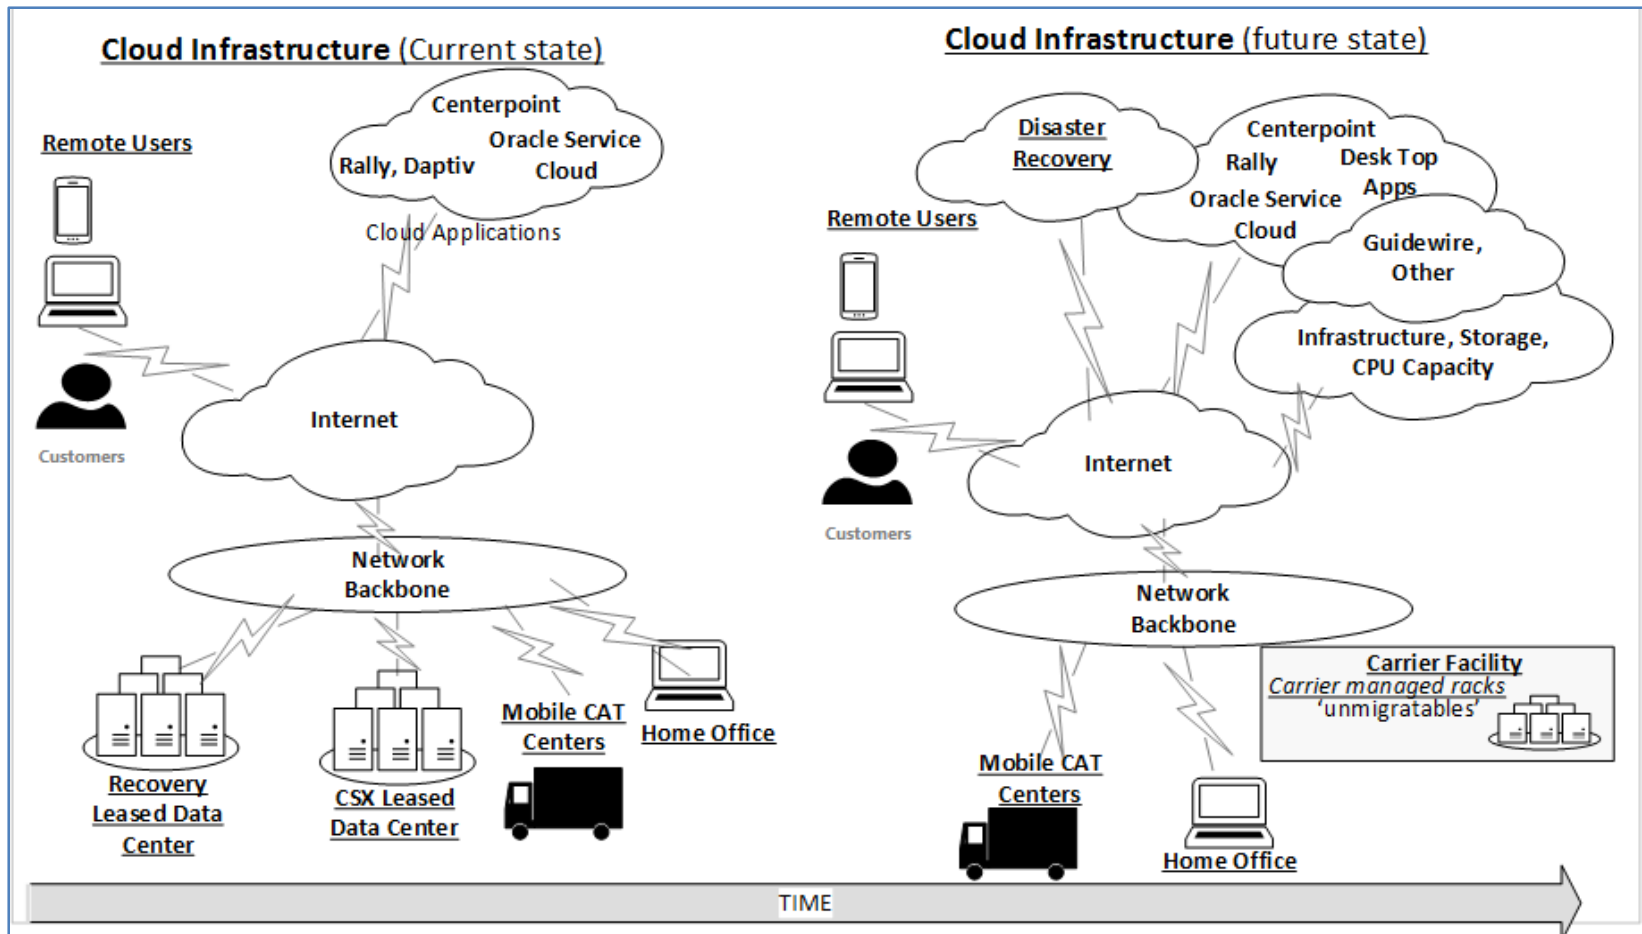 Cloud Infrastructure (Current state)
Centerpoint
Oracle Service
Cloud
Rally, Daptiv
Cloud Applications
Remote Users
Customers
Internet
Network
Backbone
Recovery
Leased Data
Center
CSX Leased
Data Center
Mobile CAT
Centers
Home Office
Cloud Infrastructure (future state)
Disaster
Recovery
Centerpoint
Rally
Desk Top
Apps
Oracle Service
Cloud
Guidewire,
Other
Infrastructure, Storage,
CPU Capacity
Remote Users
Customers
Internet
Network
Backbone
Carrier Facility
Carrier managed racks
‘unmigratables’
Mobile CAT
Centers
Home Office
TIME